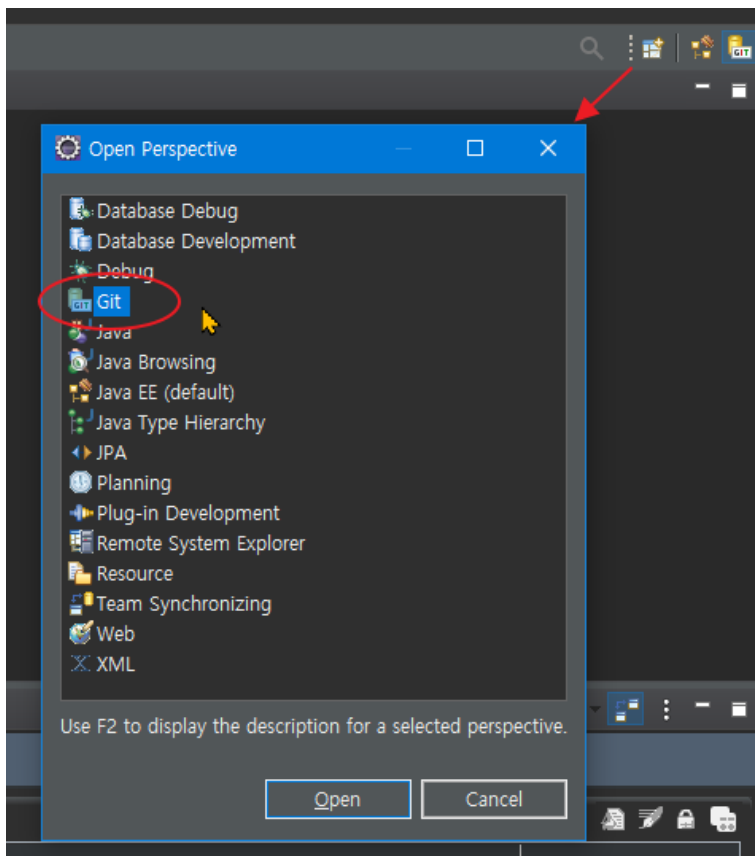 GIT
Open Perspective
Database Debug
Database Development
Debug
GIT Git
Java
Java Browsing
Java EE (default)
Java Type Hierarchy
JPA
Planning
Plug-in Development
Remote System Explorer
Resource
Team Synchronizing
Web
XML
Use F2 to display the description for a selected perspective.
Open Cancel